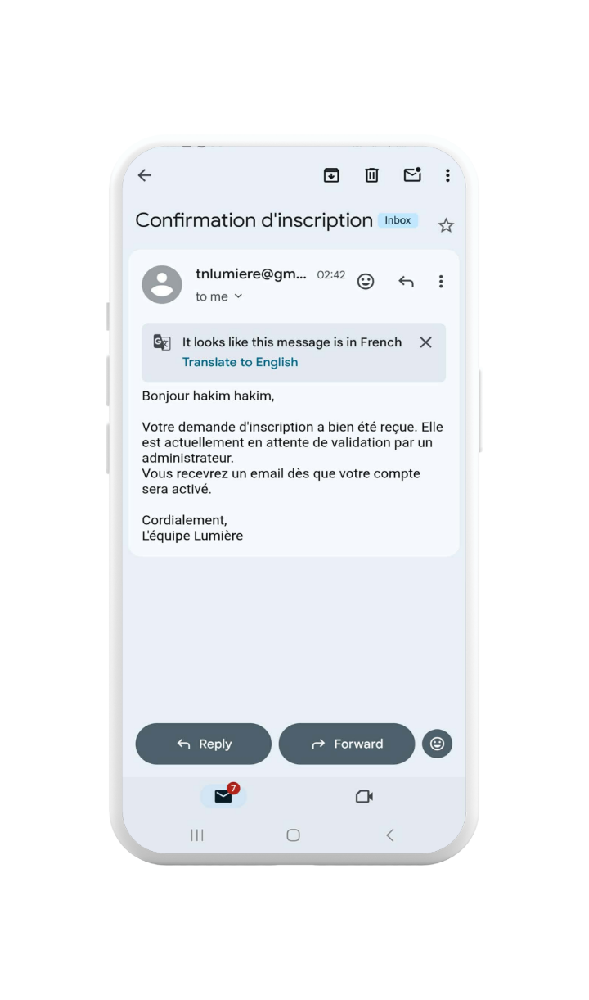 Confirmation d'inscription Inbox
tnlumiere@gm... 02:42
to me
It looks like this message is in French
Translate to English
Bonjour hakim hakim,
Votre demande d'inscription a bien été reçue. Elle
est actuellement en attente de validation par un
administrateur.
Vous recevrez un email dès que votre compte
sera activé.
Cordialement,
L'équipe Lumière
Reply
Forward
7